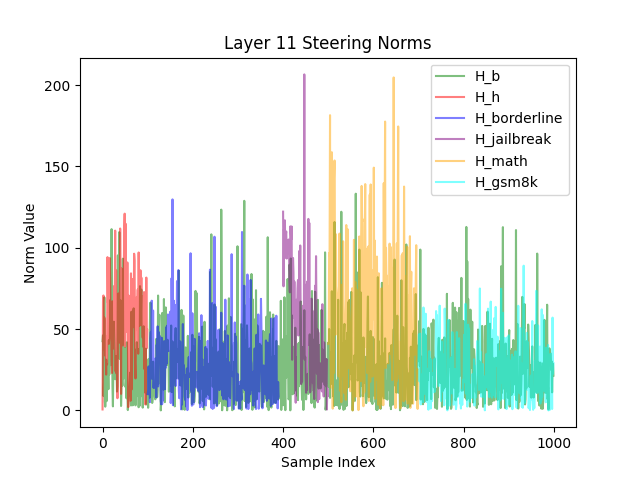 Layer 11 Steering Norms
H_b
H_h
H_borderline
H_jailbreak
H_math
H_gsm8k
Norm Value
200
150
100
50
0
0 200 400 600 800 1000
Sample Index